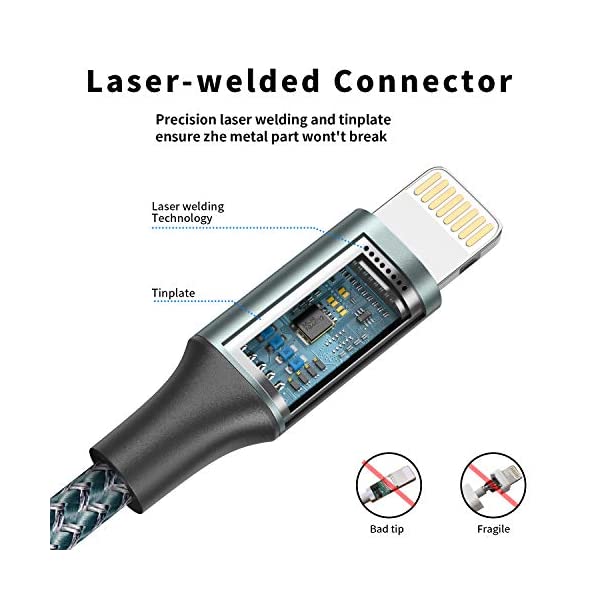 Laser-welded Connector
Precision laser welding and tinplate
ensure zhe metal part wont't break
Laser welding
Technology
Tinplate
Bad tip
Fragile